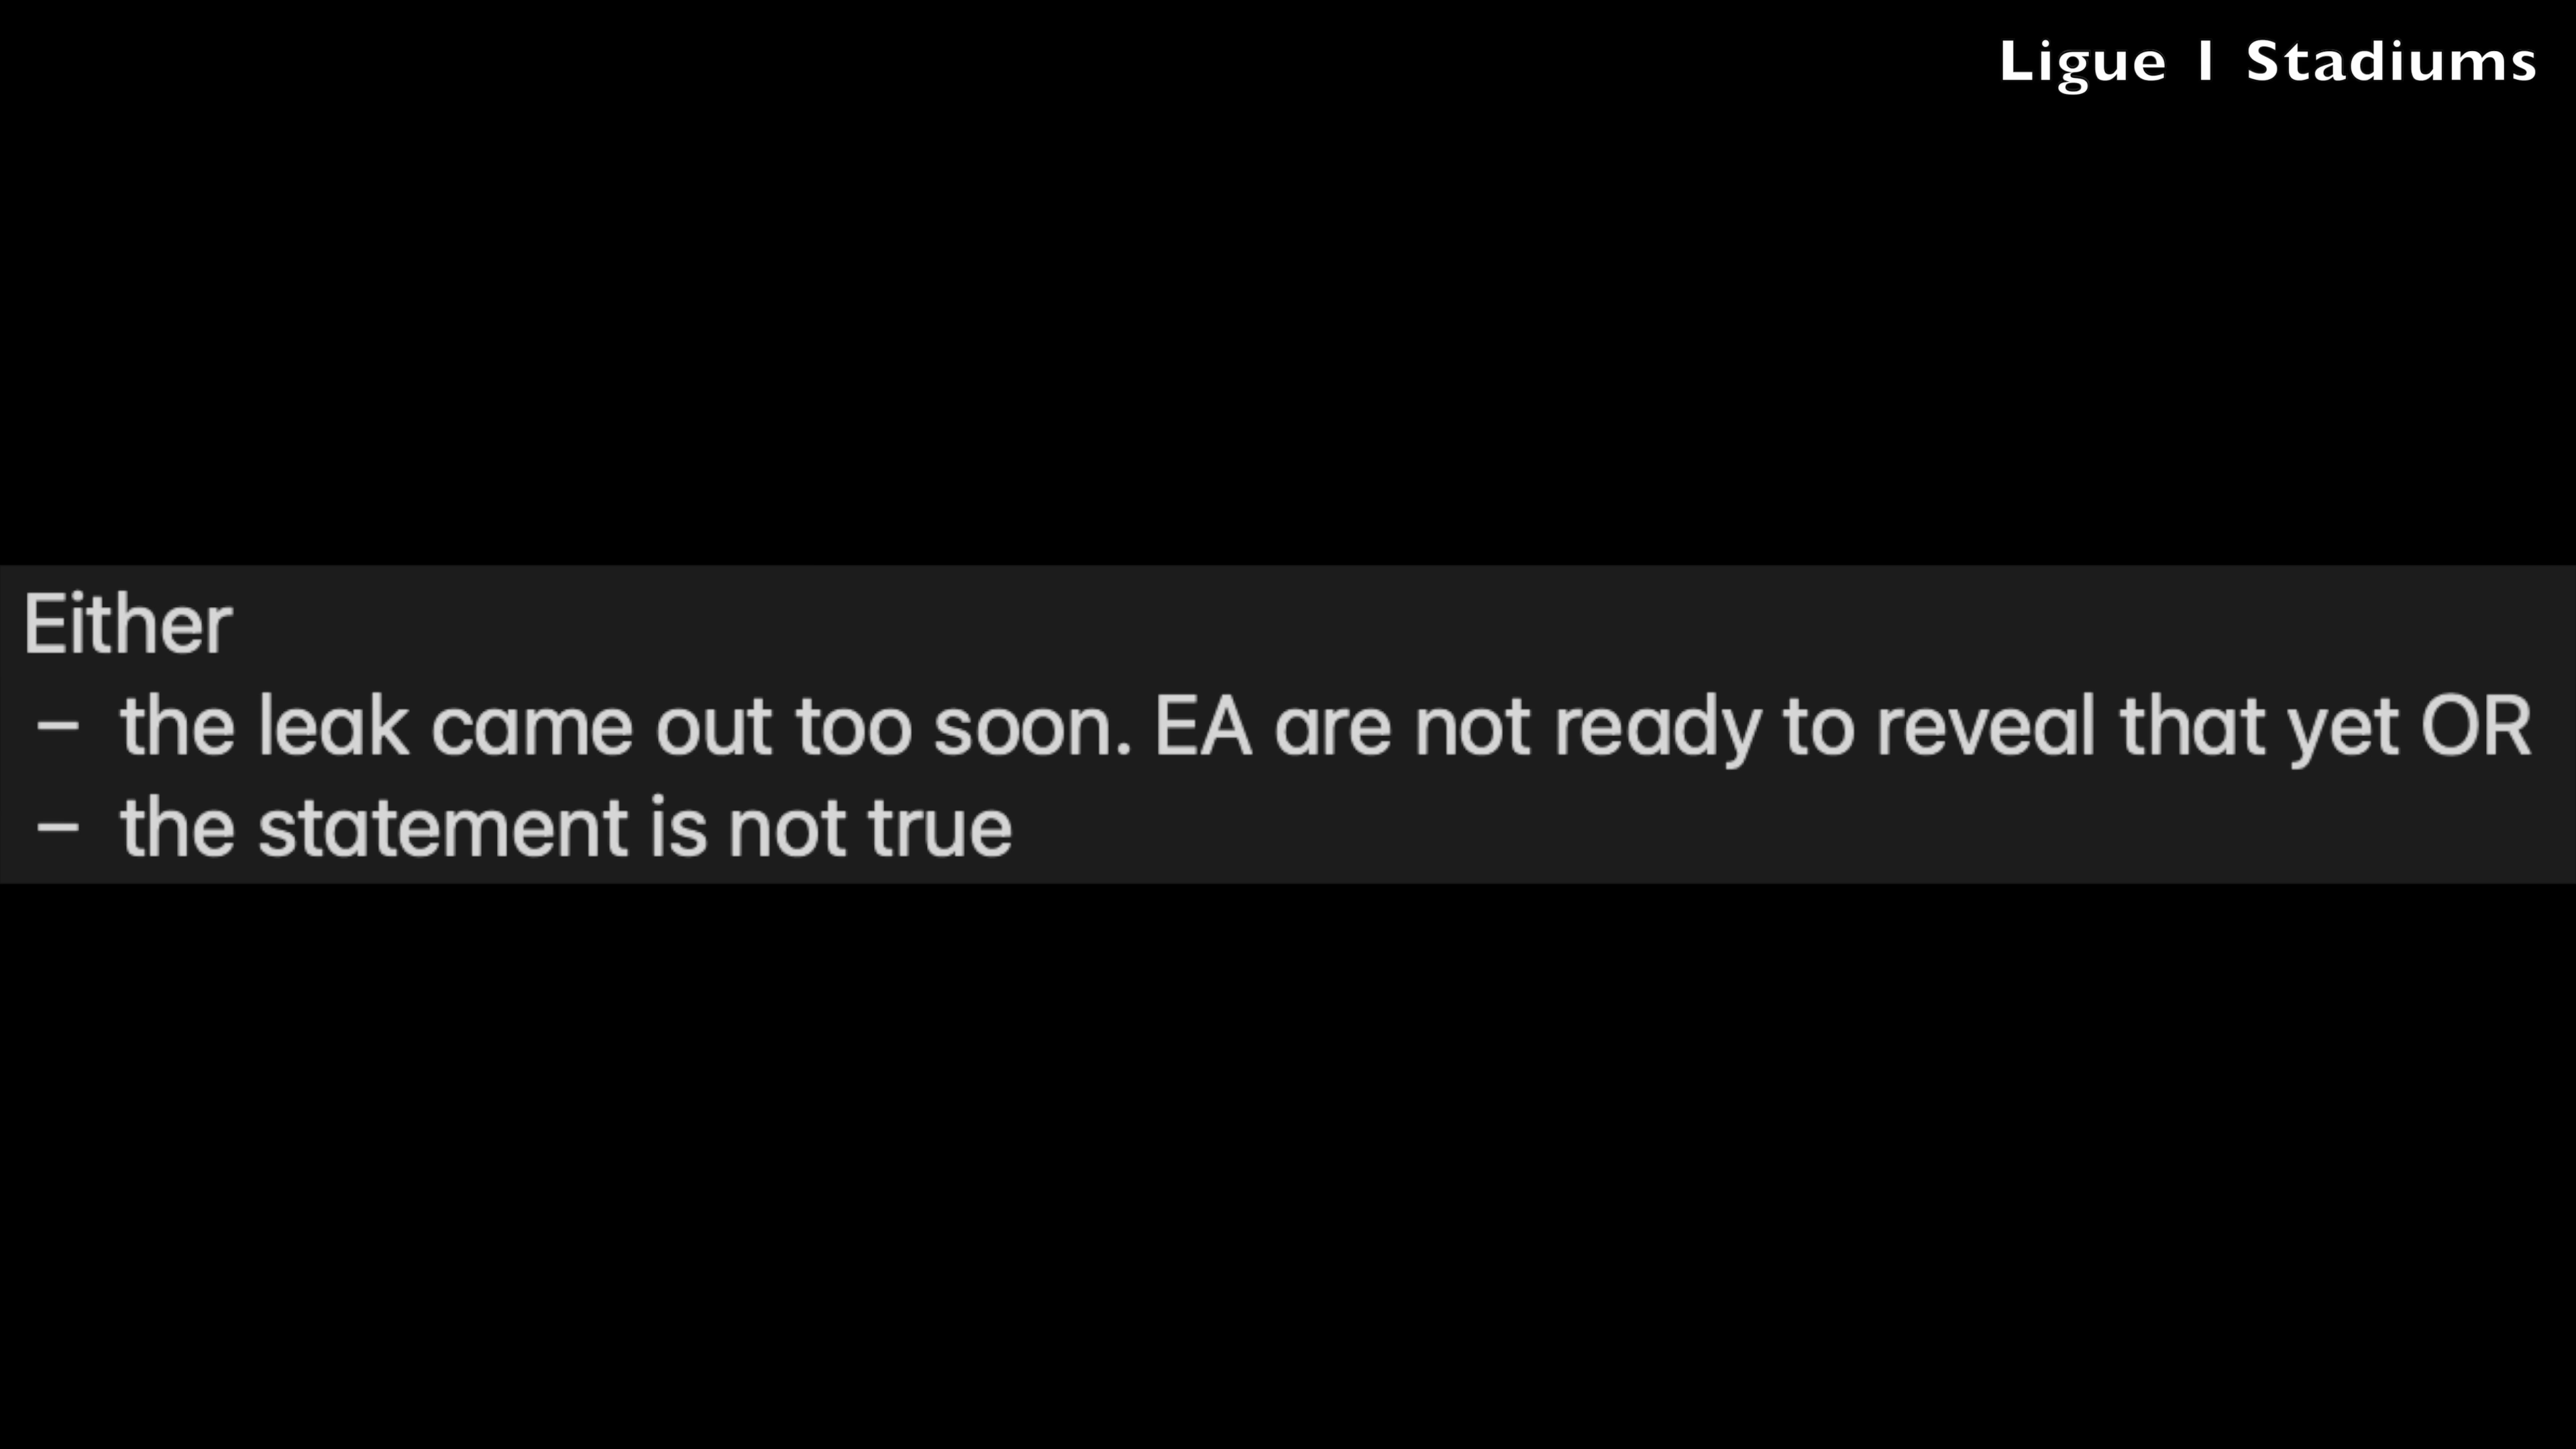 Ligue 1 Stadiums
Either
– the leak came out too soon. EA are not ready to reveal that yet OR
– the statement is not true